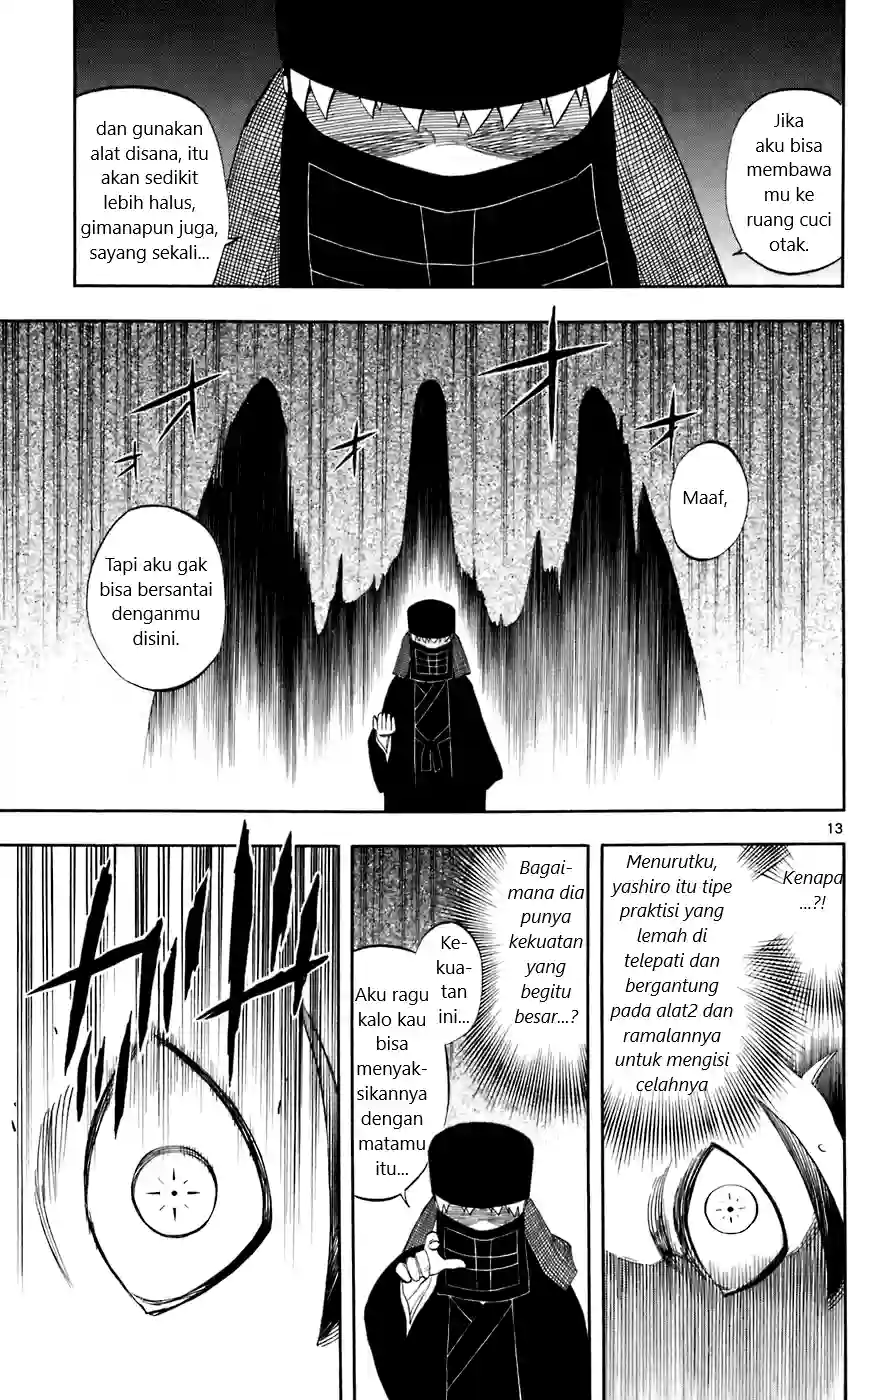 Jika
aku bisa
membawa
mu ke
ruang cuci
otak.
dan gunakan
alat disana, itu
akan sedikit
lebih halus,
gimanapun juga,
sayang sekali...
Maaf,
Tapi aku gak
bisa bersantai
denganmu
disini.
13
Kenapa
...?!
Menurutku,
yashiro itu tipe
praktisi yang
lemah di
telepati dan
bergantung
pada alat2 dan
ramalannya
untuk mengisi
celahnya
Bagai-
mana dia
punya
kekuatan
yang
begitu
besar...?
Ke-
kua-
tan
ini...
Aku ragu
kalo kau
bisa
menyak-
sikannya
dengan
matamu
itu...